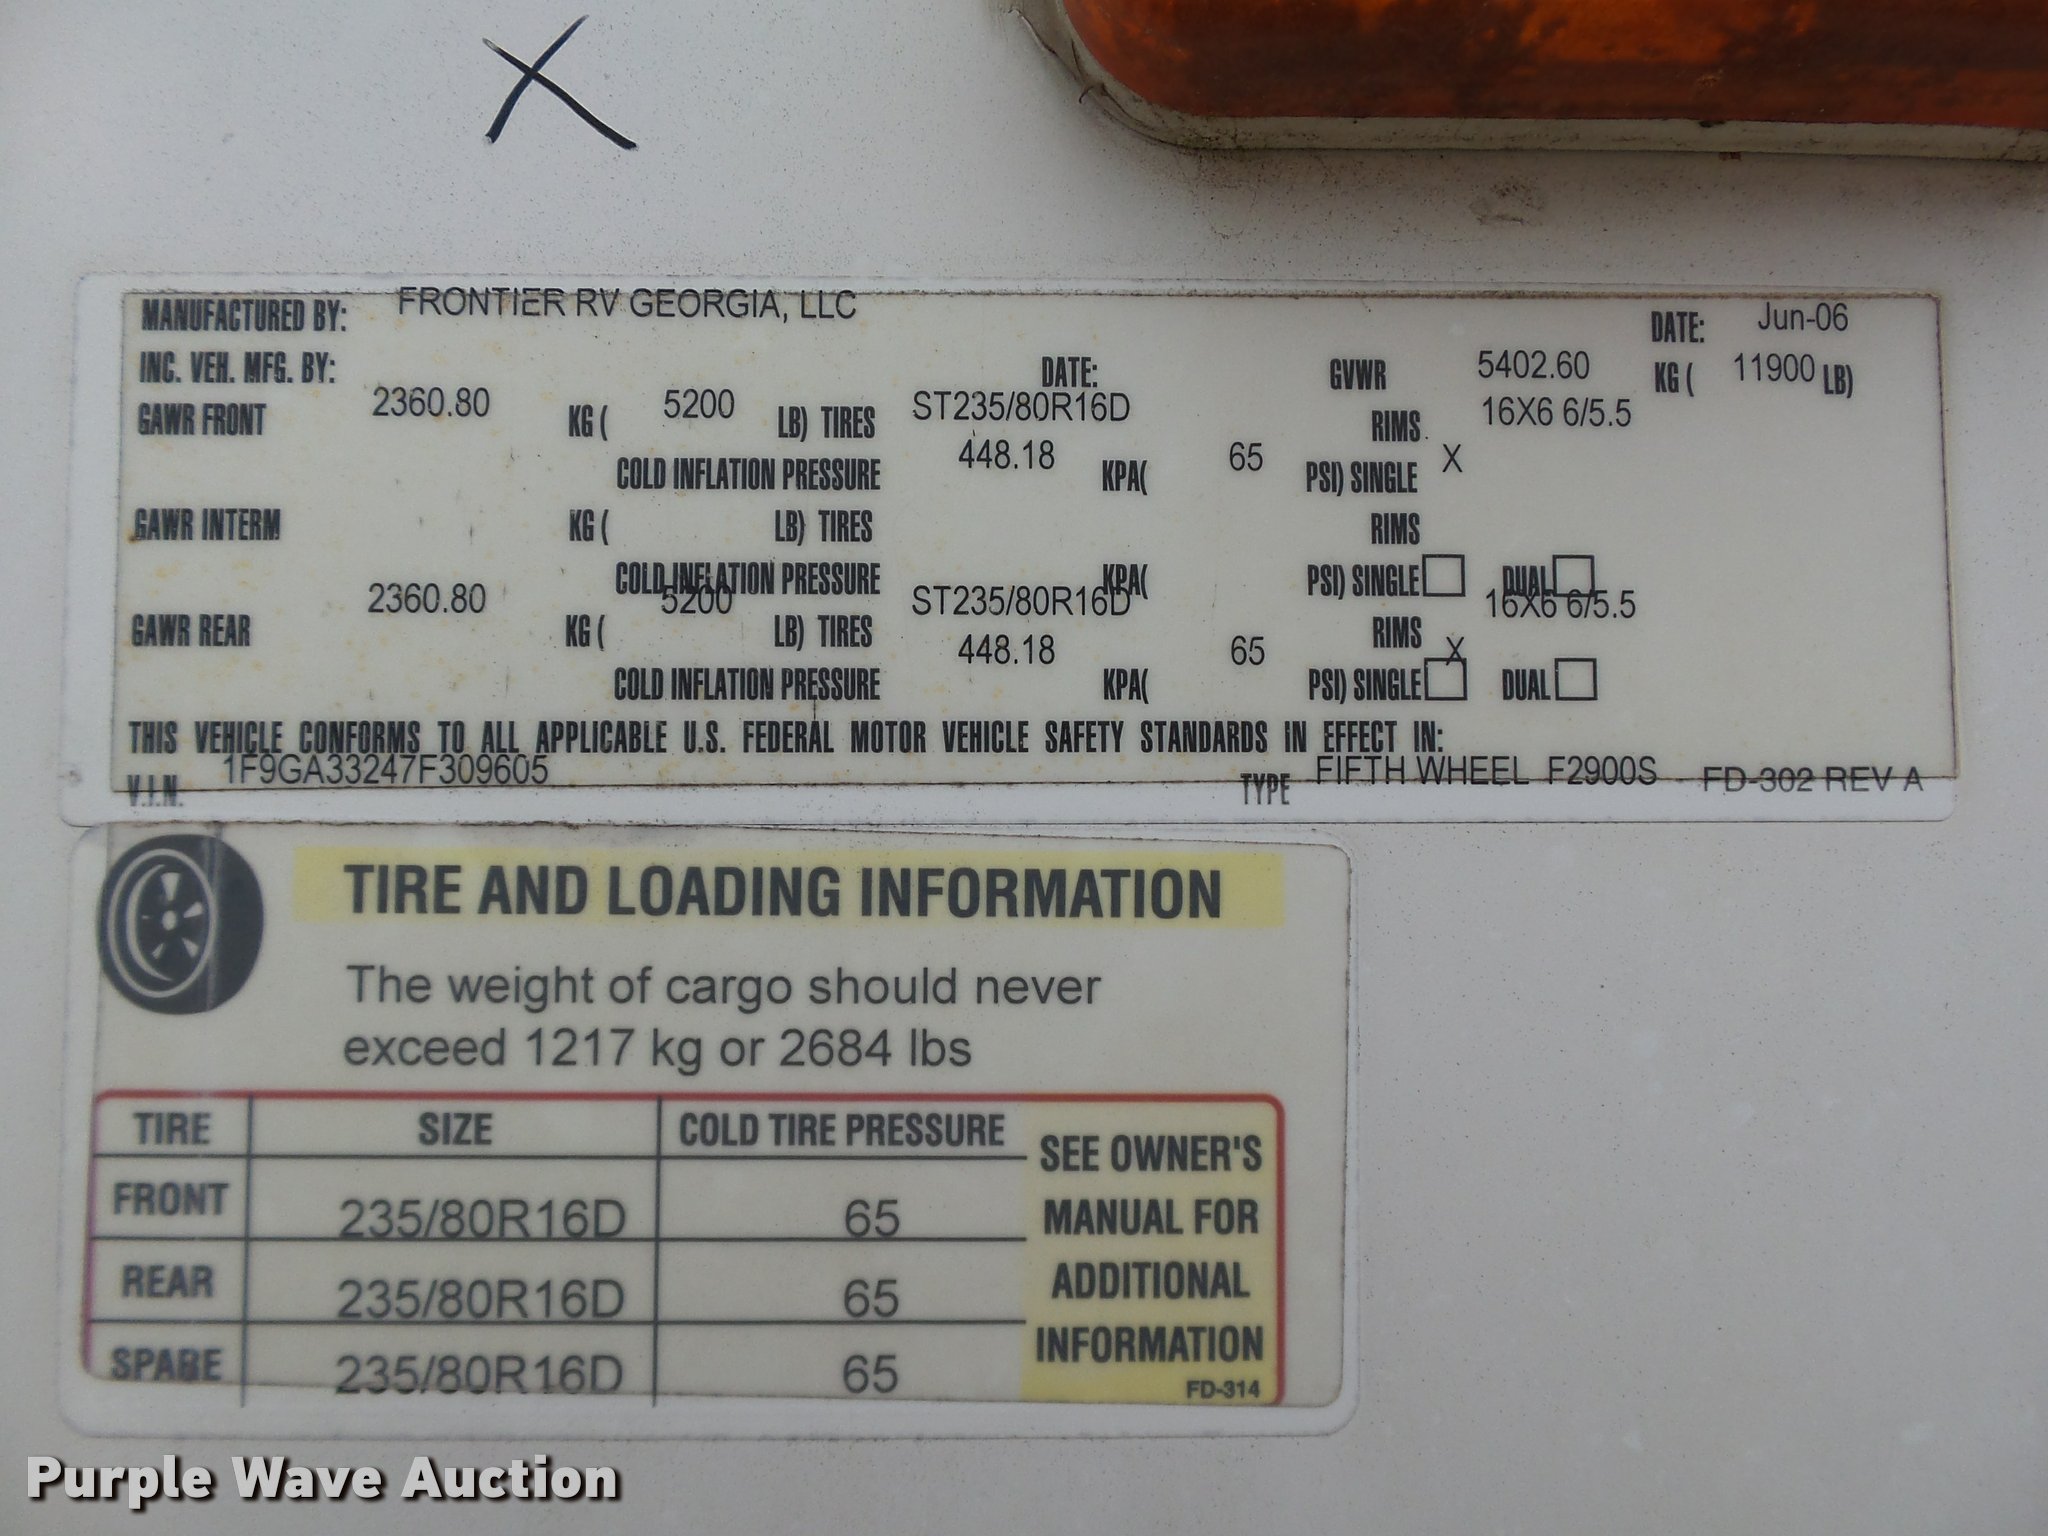 MANUFACTURED BY: FRONTIER RV GEORGIA, LLC DATE: Jun-06
INC. VEH. MFG. BY: DATE: GVWR 5402.60 KG ( 11900 LB)
GAWR FRONT 2360.80 KG ( 5200 LB) TIRES ST235/80R16D RIMS 16X6 6/5.5
COLD INFLATION PRESSURE 448.18 KPA( 65 PSI) SINGLE X
GAWR INTERM KG ( LB) TIRES RIMS
COLD INFLATION PRESSURE KPA( PSI) SINGLE DUAL
GAWR REAR 2360.80 KG ( 5200 LB) TIRES ST235/80R16D RIMS 16X6 6/5.5
COLD INFLATION PRESSURE 448.18 KPA( 65 PSI) SINGLE X DUAL
THIS VEHICLE CONFORMS TO ALL APPLICABLE U.S. FEDERAL MOTOR VEHICLE SAFETY STANDARDS IN EFFECT IN:
V.I.N. 1F9GA33247F309605 TYPE FIFTH WHEEL F2900S FD-302 REV A
TIRE AND LOADING INFORMATION
The weight of cargo should never
exceed 1217 kg or 2684 lbs
TIRE SIZE COLD TIRE PRESSURE
FRONT 235/80R16D 65
REAR 235/80R16D 65
SPARE 235/80R16D 65
SEE OWNER'S
MANUAL FOR
ADDITIONAL
INFORMATION
FD-314
Purple Wave Auction